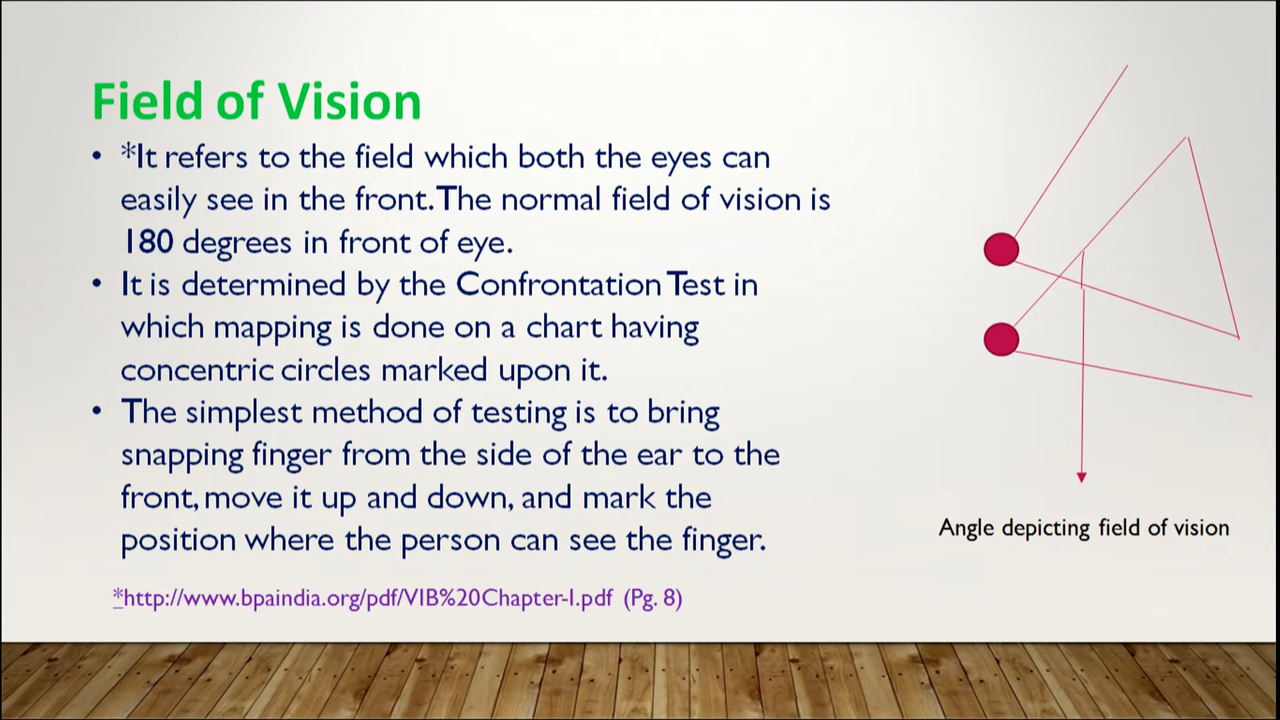 Field of Vision
• *It refers to the field which both the eyes can
easily see in the front. The normal field of vision is
180 degrees in front of eye.
• It is determined by the Confrontation Test in
which mapping is done on a chart having
concentric circles marked upon it.
• The simplest method of testing is to bring
snapping finger from the side of the ear to the
front, move it up and down, and mark the
position where the person can see the finger.
Angle depicting field of vision
*http://www.bpaindia.org/pdf/VIB%20Chapter-I.pdf (Pg. 8)